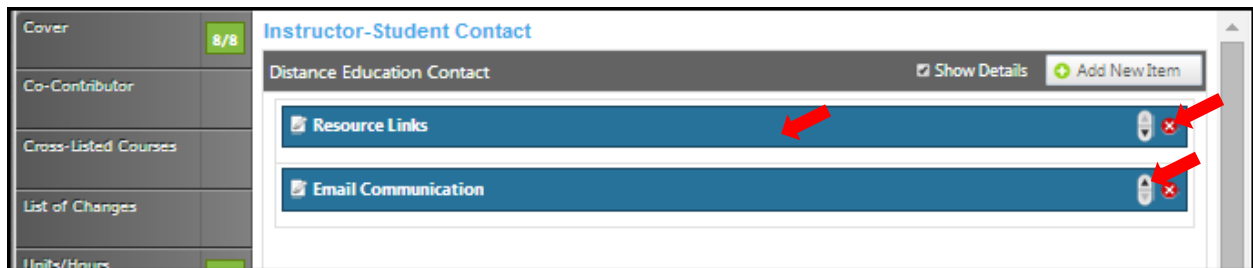 Cover
8/8
Co-Contributor
Cross-Listed Courses
List of Changes
Units/Hours
Instructor-Student Contact
Distance Education Contact
Show Details
Add New Item
Resource Links
Email Communication